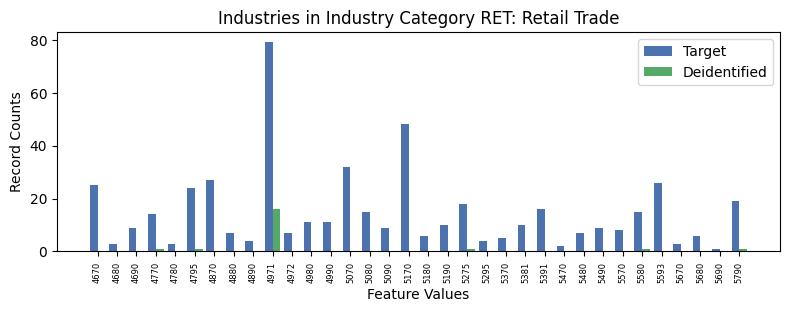 Industries in Industry Category RET: Retail Trade
80
60
40
20
0
Record Counts
Target
Deidentified
4670 4680 4690 4770 4780 4795 4870 4880 4890 4971 4972 4980 4990 5070 5080 5090 5170 5180 5190 5275 5295 5370 5381 5391 5470 5480 5490 5570 5580 5593 5670 5680 5690 5790
Feature Values